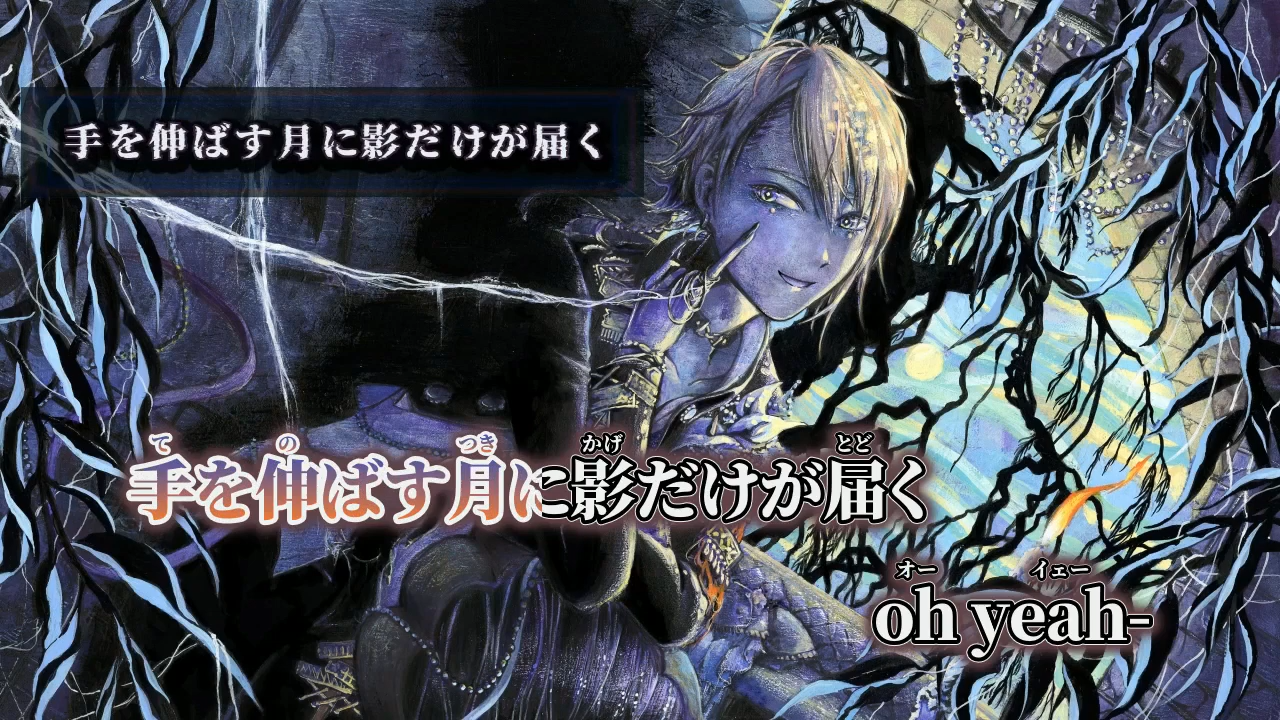 手を伸ばす月に影だけが届く
て の つき かげ とど
手を伸ばす月に影だけが届く
オー イェー
oh yeah-